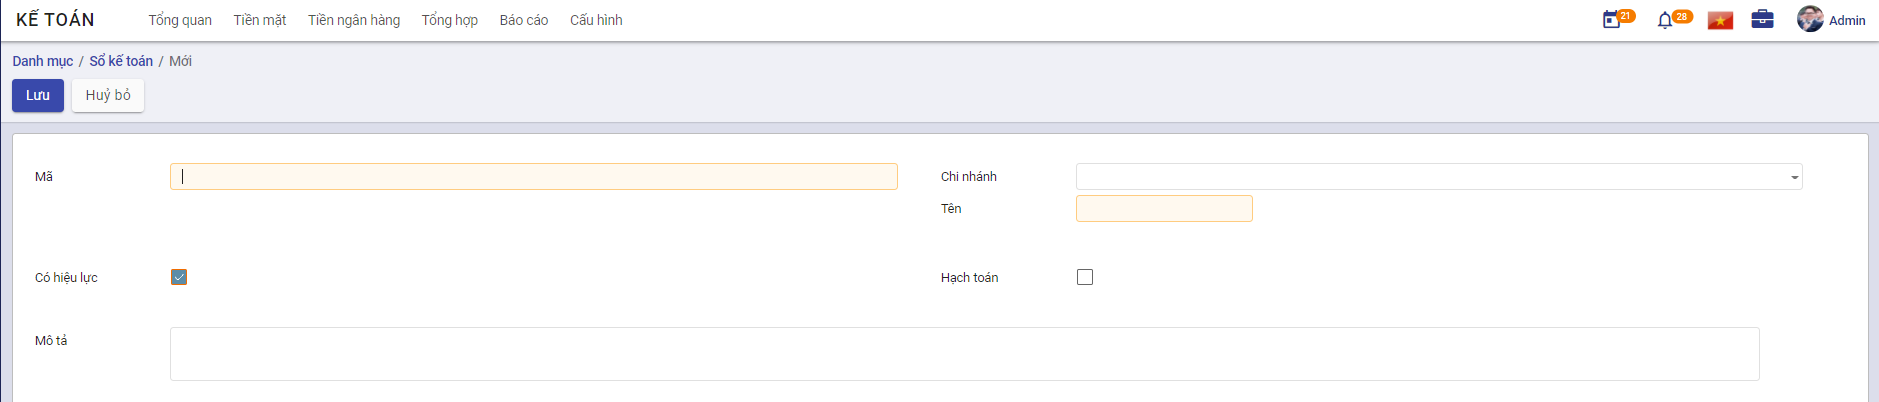 KẾ TOÁN Tổng quan Tiền mặt Tiền ngân hàng Tổng hợp Báo cáo Cấu hình 21 28 Admin
Danh mục / Sổ kế toán / Mới
Lưu Huỷ bỏ
Mã Chi nhánh
Tên
Có hiệu lực Hạch toán
Mô tả